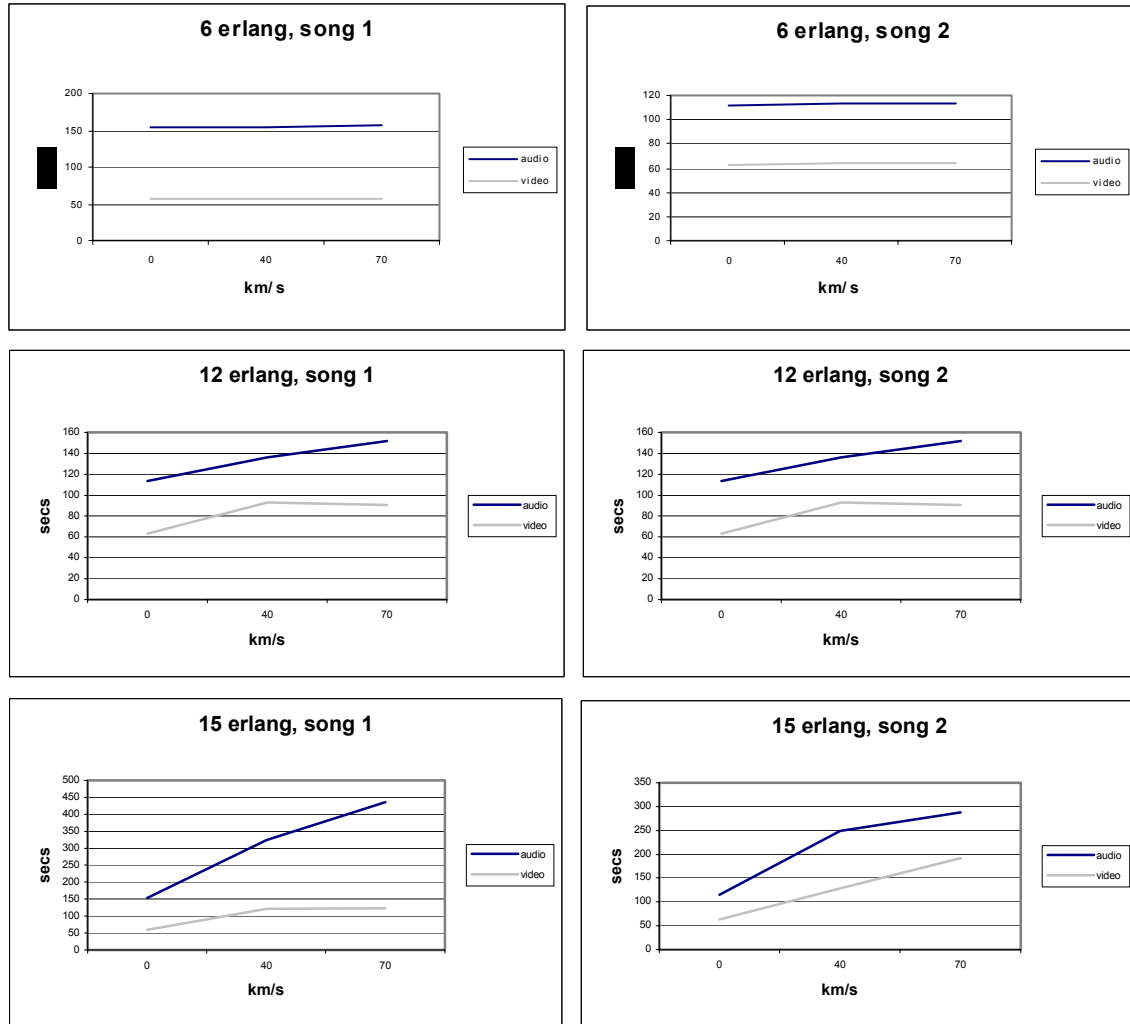 6 erlang, song 1
200
150
100
50
0
0 40 70
km/ s
audio
video
6 erlang, song 2
120
100
80
60
40
20
0
0 40 70
km/ s
audio
video
12 erlang, song 1
160
140
120
100
80
60
40
20
0
secs
0 40 70
km/s
audio
video
12 erlang, song 2
160
140
120
100
80
60
40
20
0
secs
0 40 70
km/s
audio
video
15 erlang, song 1
500
450
400
350
300
250
200
150
100
50
0
secs
0 40 70
km/s
audio
video
15 erlang, song 2
350
300
250
200
150
100
50
0
secs
0 40 70
km/s
audio
video